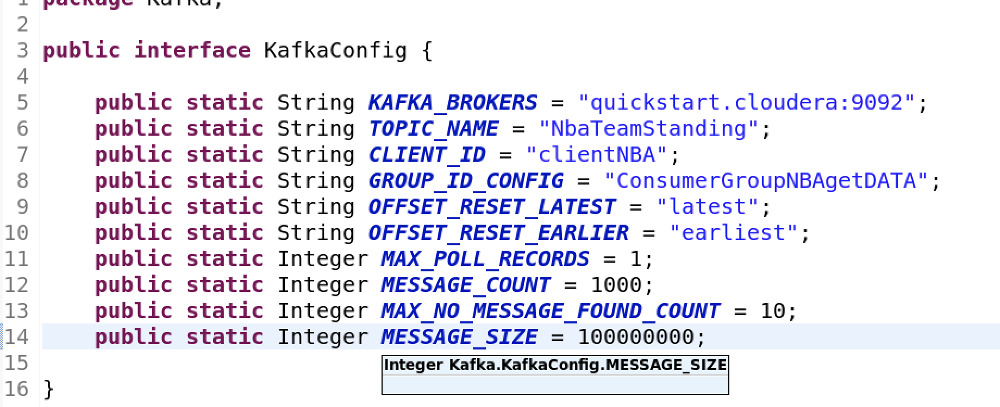 1 package Kafka;
2
3 public interface KafkaConfig {
4
5 public static String KAFKA_BROKERS = "quickstart.cloudera:9092";
6 public static String TOPIC_NAME = "NbaTeamStanding";
7 public static String CLIENT_ID = "clientNBA";
8 public static String GROUP_ID_CONFIG = "ConsumerGroupNBAgetDATA";
9 public static String OFFSET_RESET_LATEST = "latest";
10 public static String OFFSET_RESET_EARLIER = "earliest";
11 public static Integer MAX_POLL_RECORDS = 1;
12 public static Integer MESSAGE_COUNT = 1000;
13 public static Integer MAX_NO_MESSAGE_FOUND_COUNT = 10;
14 public static Integer MESSAGE_SIZE = 100000000;
15
Integer Kafka.KafkaConfig.MESSAGE_SIZE
16 }